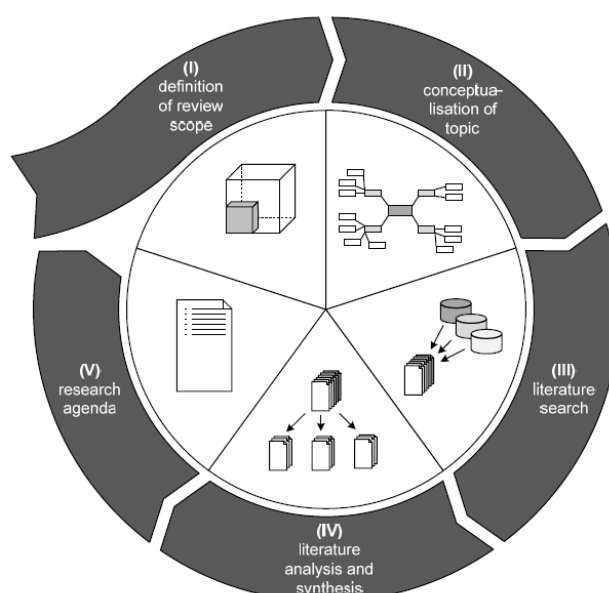 (I)
definition
of review
scope
(II)
conceptua-
lisation of
topic
(III)
literature
search
(IV)
literature
analysis and
synthesis
(V)
research
agenda